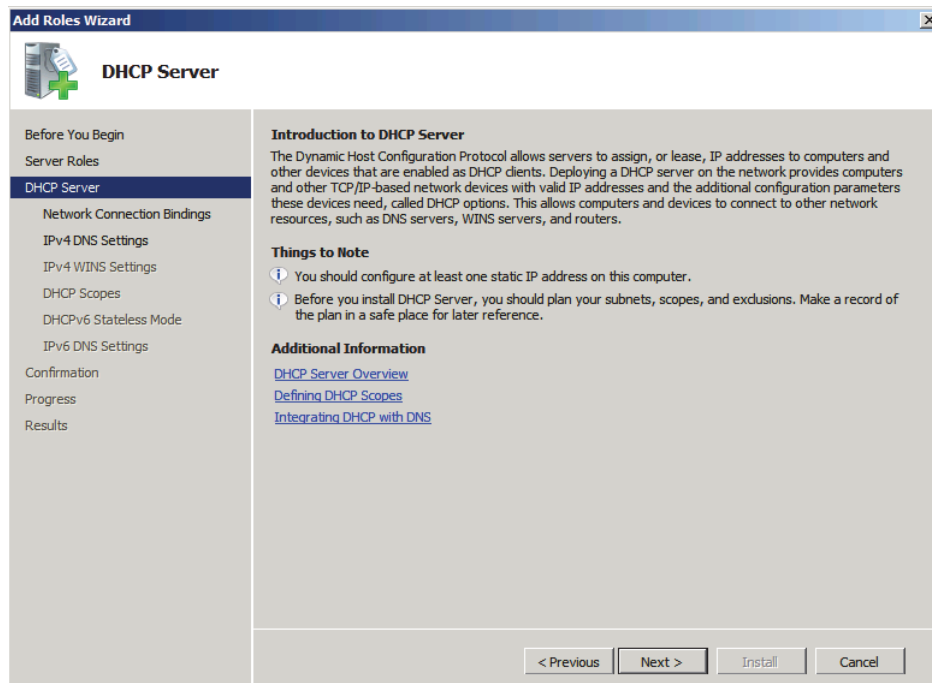 Add Roles Wizard
DHCP Server
Before You Begin
Server Roles
DHCP Server
Network Connection Bindings
IPv4 DNS Settings
IPv4 WINS Settings
DHCP Scopes
DHCPv6 Stateless Mode
IPv6 DNS Settings
Confirmation
Progress
Results
Introduction to DHCP Server
The Dynamic Host Configuration Protocol allows servers to assign, or lease, IP addresses to computers and
other devices that are enabled as DHCP clients. Deploying a DHCP server on the network provides computers
and other TCP/IP-based network devices with valid IP addresses and the additional configuration parameters
these devices need, called DHCP options. This allows computers and devices to connect to other network
resources, such as DNS servers, WINS servers, and routers.
Things to Note
You should configure at least one static IP address on this computer.
Before you install DHCP Server, you should plan your subnets, scopes, and exclusions. Make a record of
the plan in a safe place for later reference.
Additional Information
DHCP Server Overview
Defining DHCP Scopes
Integrating DHCP with DNS
< Previous
Next >
Install
Cancel